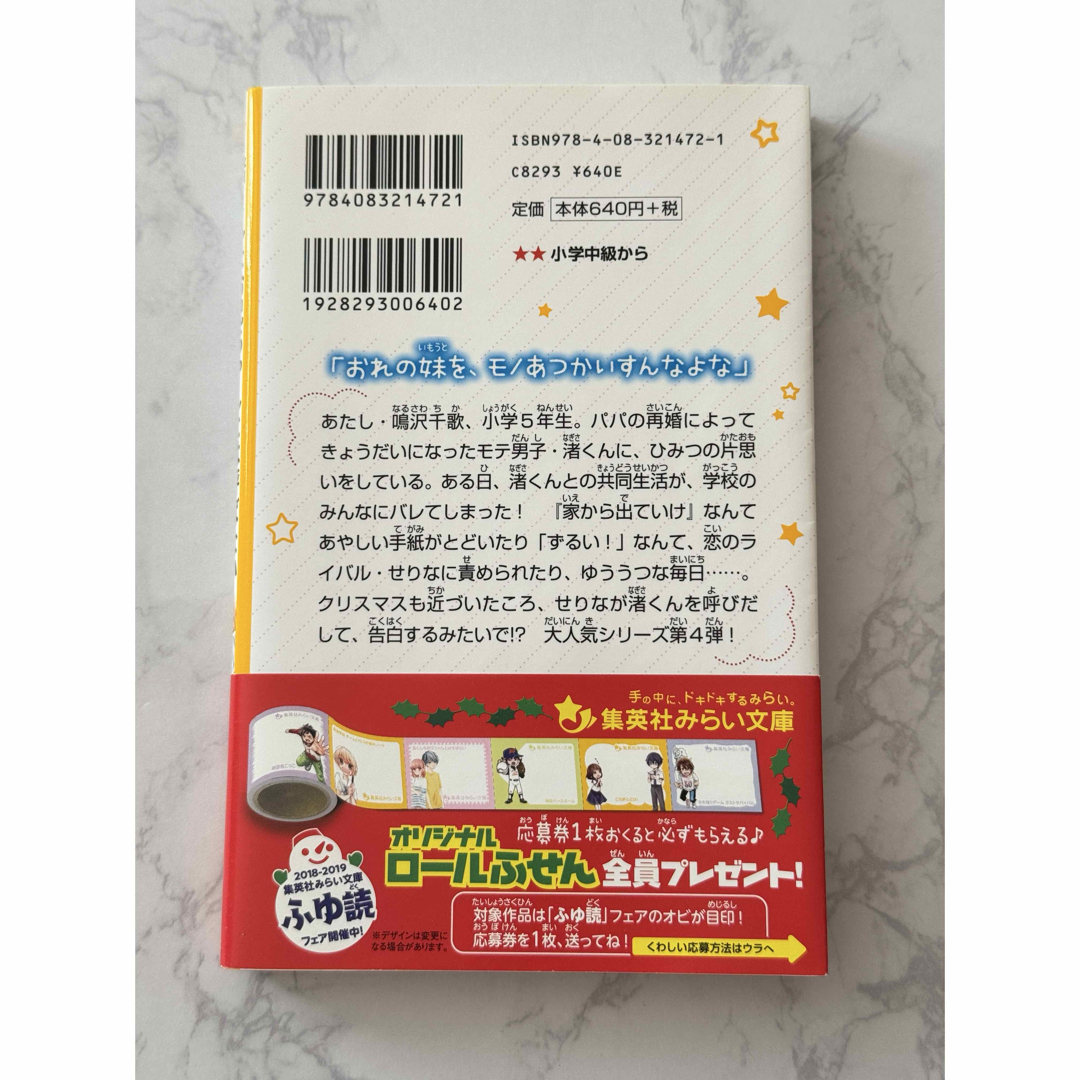 ISBN978-4-08-321472-1
C8293 ¥640E
9784083214721
定価 本体640円+税
★★小学中級から
1928293006402
「おれの妹を、モノあつかいすんなよな」
あたし・鳴沢千歌、小学5年生。パパの再婚によって
きょうだいになったモテ男子・渚くんに、ひみつの片思
いをしている。ある日、渚くんとの共同生活が、学校の
みんなにバレてしまった! 『家から出ていけ』なんて
あやしい手紙がとどいたり「ずるい!」なんて、恋のラ
イバル・せりなに責められたり、ゆううつな毎日……。
クリスマスも近づいたころ、せりなが渚くんを呼びだ
して、告白するみたいで!? 大人気シリーズ第4弾!
手の中に、ドキドキするみらい。
集英社みらい文庫
応募券1枚おくると必ずもらえる♪
オリジナル
ロールふせん 全員プレゼント!
2018-2019
集英社みらい文庫
ふゆ読
フェア開催中!
※デザインは変更に
なる場合があります。
対象作品は「ふゆ読」フェアのオビが目印!
応募券を1枚、送ってね!
くわしい応募方法はウラへ